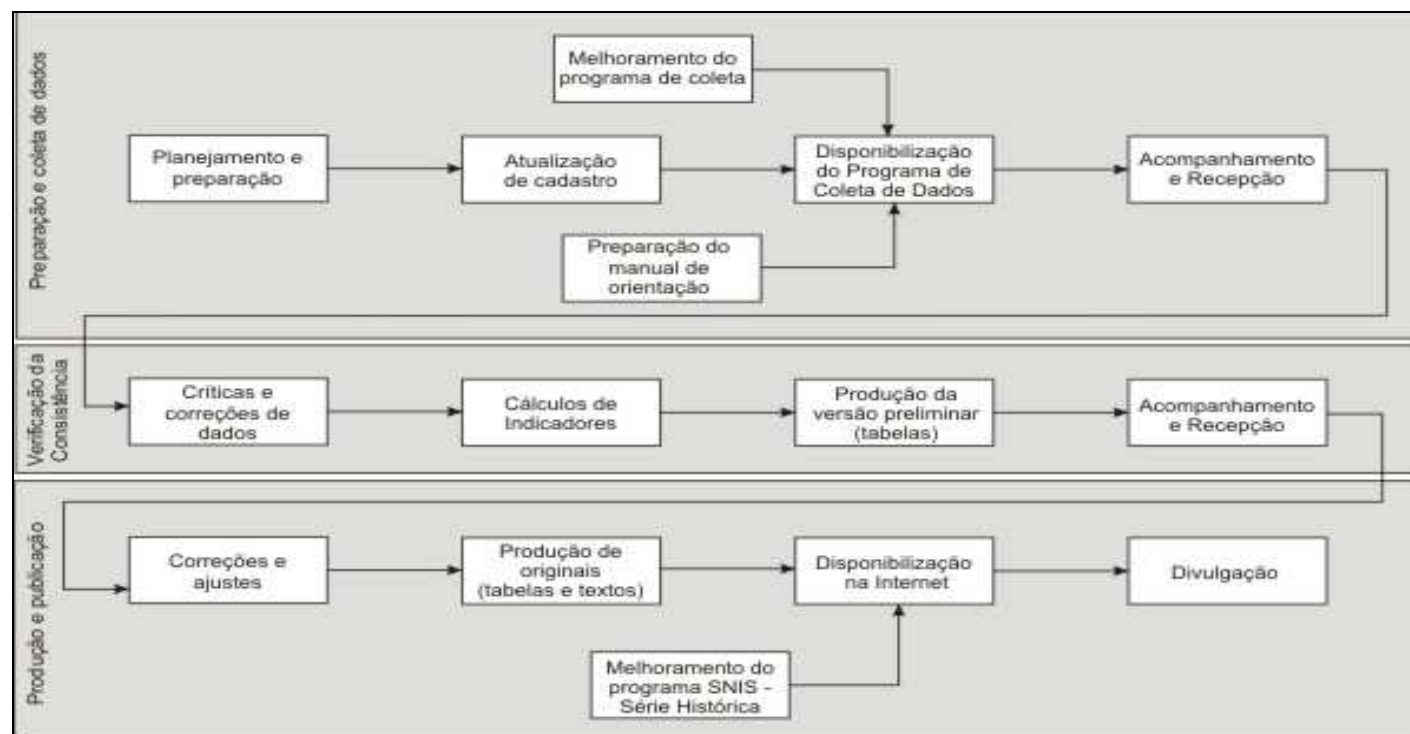 Preparação e coleta de dados
Melhoramento do
programa de coleta
Planejamento e
preparação
Atualização
de cadastro
Disponibilização
do Programa de
Coleta de Dados
Acompanhamento
e Recepção
Preparação do
manual de
orientação
Verificação da
Consistência
Críticas e
correções de
dados
Cálculos de
Indicadores
Produção da
versão preliminar
(tabelas)
Acompanhamento
e Recepção
Produção e publicação
Correções e
ajustes
Produção de
originais
(tabelas e textos)
Disponibilização
na Internet
Divulgação
Melhoramento do
programa SNIS -
Série Histórica